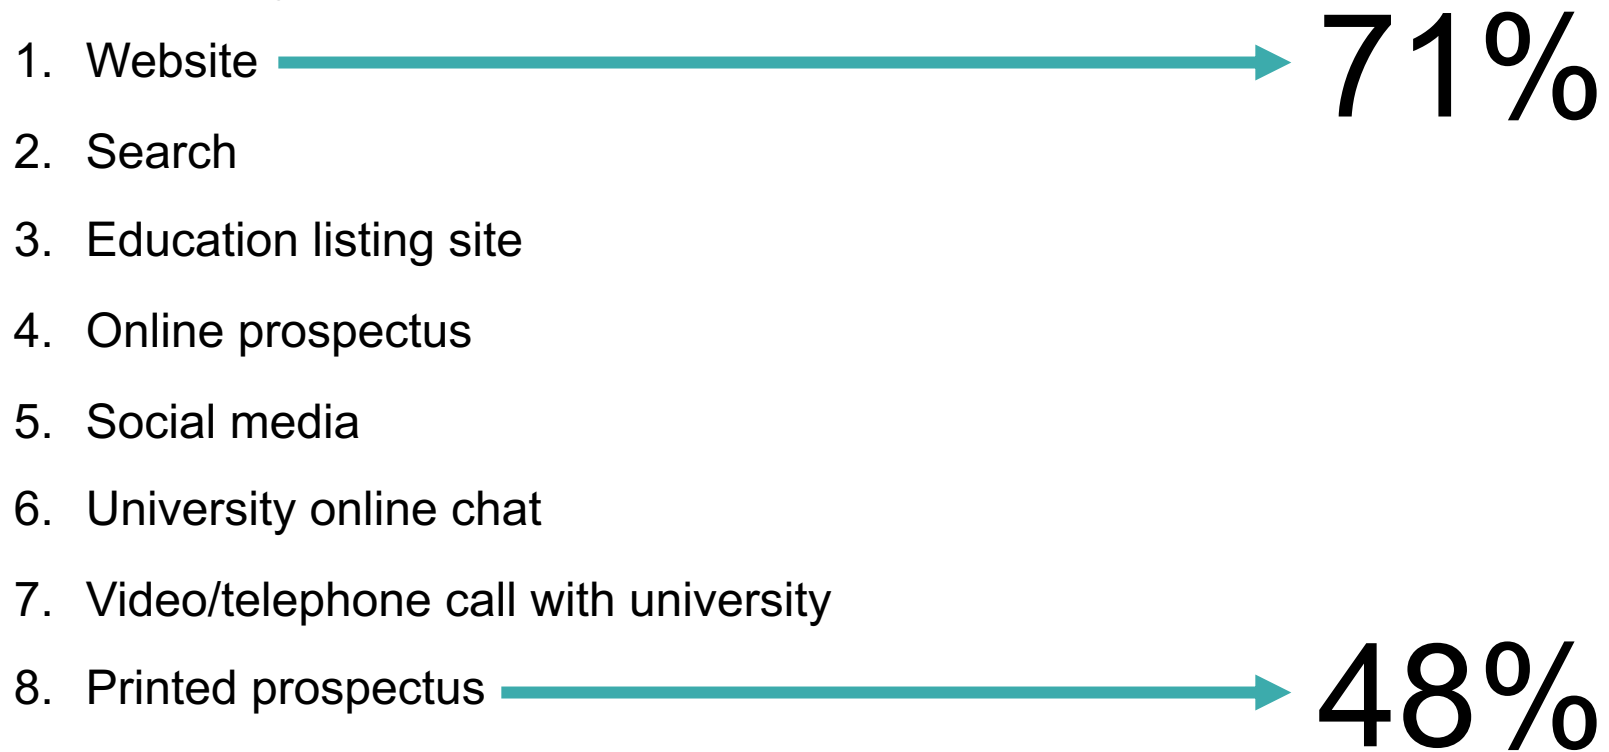 1. Website 71%
2. Search
3. Education listing site
4. Online prospectus
5. Social media
6. University online chat
7. Video/telephone call with university
8. Printed prospectus 48%